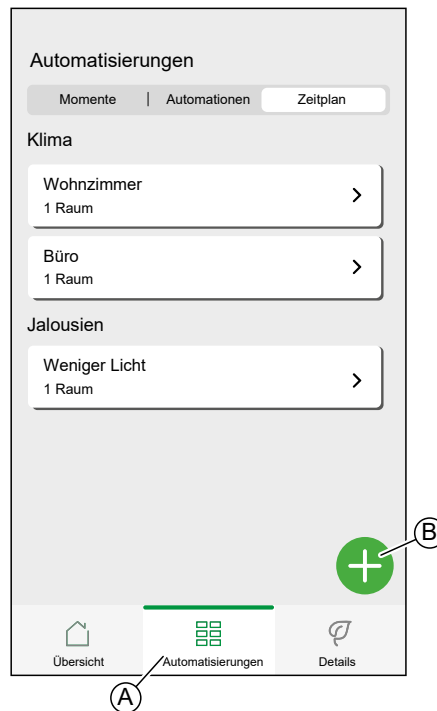 Automatisierungen
Momente | Automationen Zeitplan
Klima
Wohnzimmer
1 Raum
Büro
1 Raum
Jalousien
Weniger Licht
1 Raum
B
Übersicht Automatisierungen Details
A